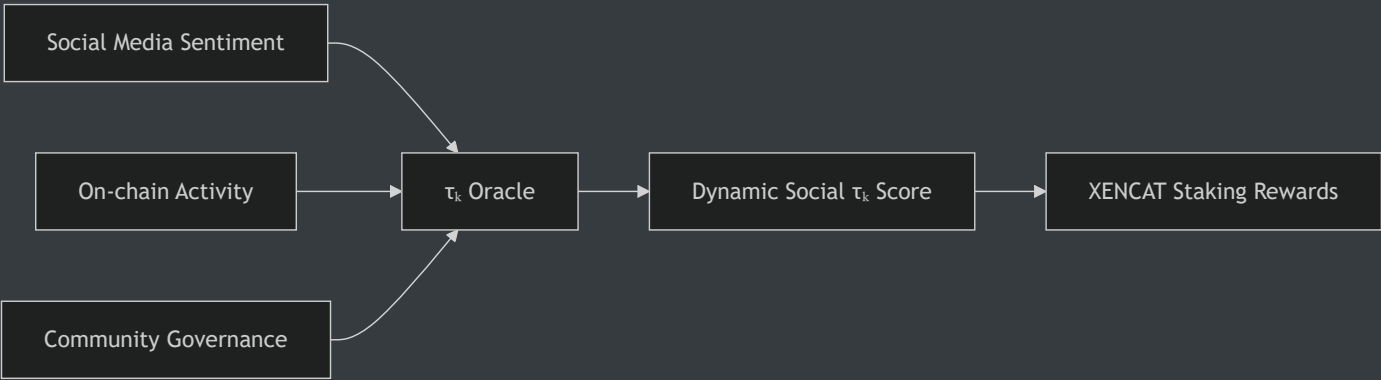 Social Media Sentiment
On-chain Activity
τₖ Oracle
Dynamic Social τₖ Score
XENCAT Staking Rewards
Community Governance